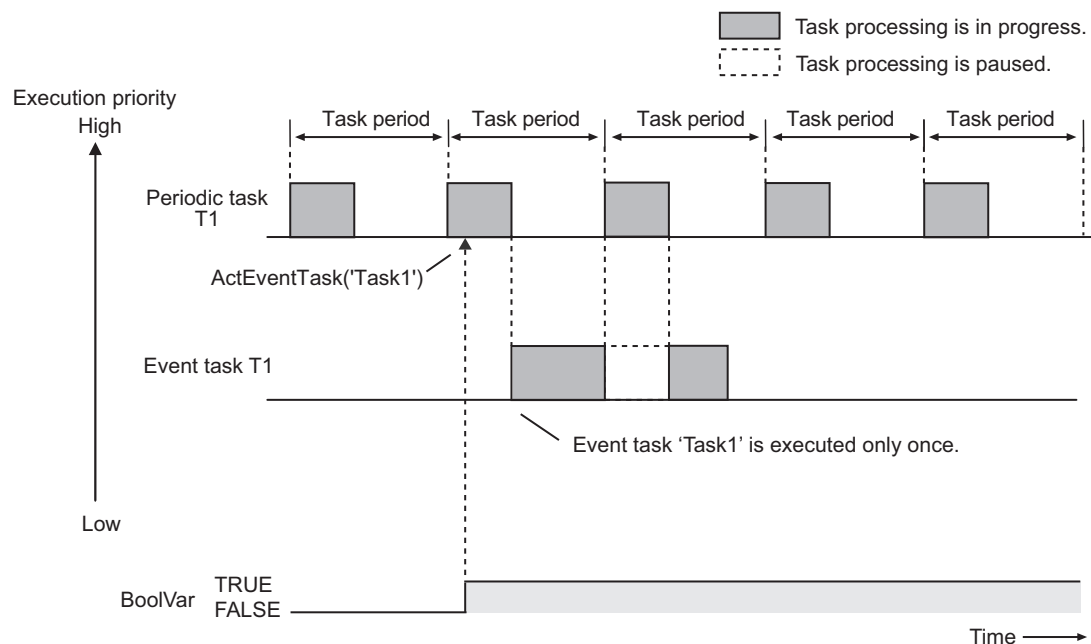 Task processing is in progress.
Task processing is paused.
Execution priority
High
Task period Task period Task period Task period Task period
Periodic task
T1
ActEventTask('Task1')
Event task T1
Event task ‘Task1’ is executed only once.
Low
BoolVar
TRUE
FALSE
Time